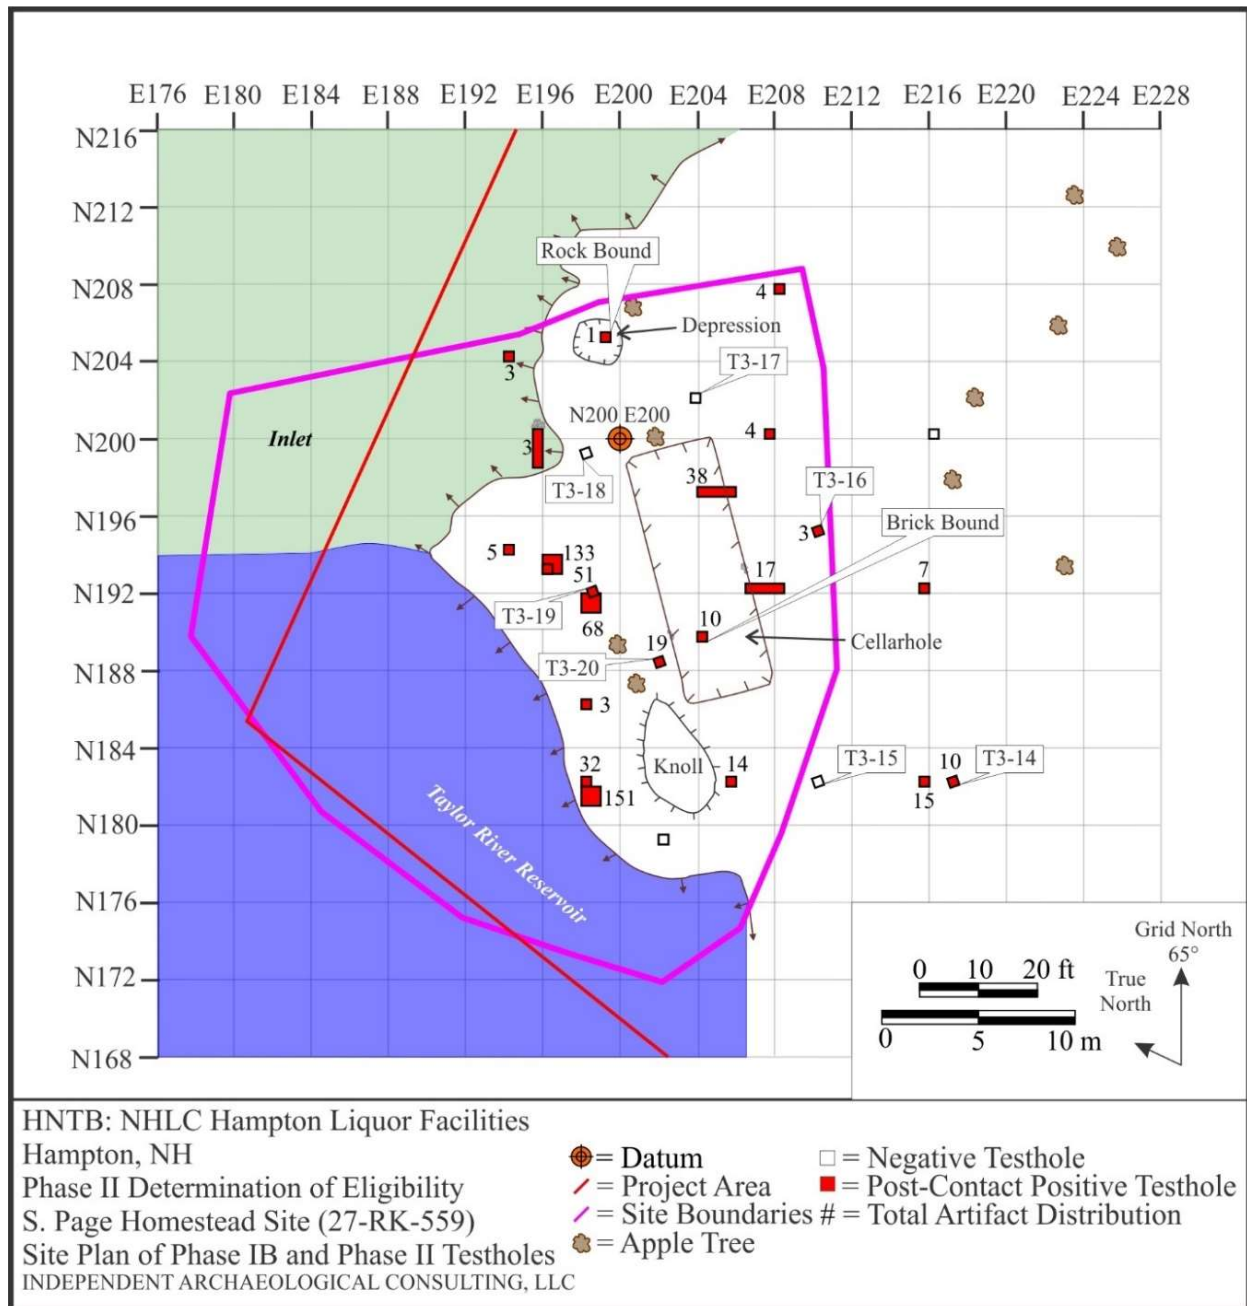 E176 E180 E184 E188 E192 E196 E200 E204 E208 E212 E216 E220 E224 E228
N216
N212
N208
N204
N200
N196
N192
N188
N184
N180
N176
N172
N168
Rock Bound
4
1
Depression
3
T3-17
N200 E200
4
Inlet
3
T3-18
38
T3-16
3
Brick Bound
5
133
51
17
7
T3-19
68
10
Cellarhole
19
T3-20
3
Knoll
32
151
14
T3-15
10
T3-14
15
Taylor River Reservoir
Grid North
65°
True
North
0 10 20 ft
0 5 10 m
HNTB: NHLC Hampton Liquor Facilities
Hampton, NH
Phase II Determination of Eligibility
S. Page Homestead Site (27-RK-559)
Site Plan of Phase IB and Phase II Testholes
INDEPENDENT ARCHAEOLOGICAL CONSULTING, LLC
= Datum
= Project Area
= Site Boundaries
= Apple Tree
= Negative Testhole
= Post-Contact Positive Testhole
# = Total Artifact Distribution